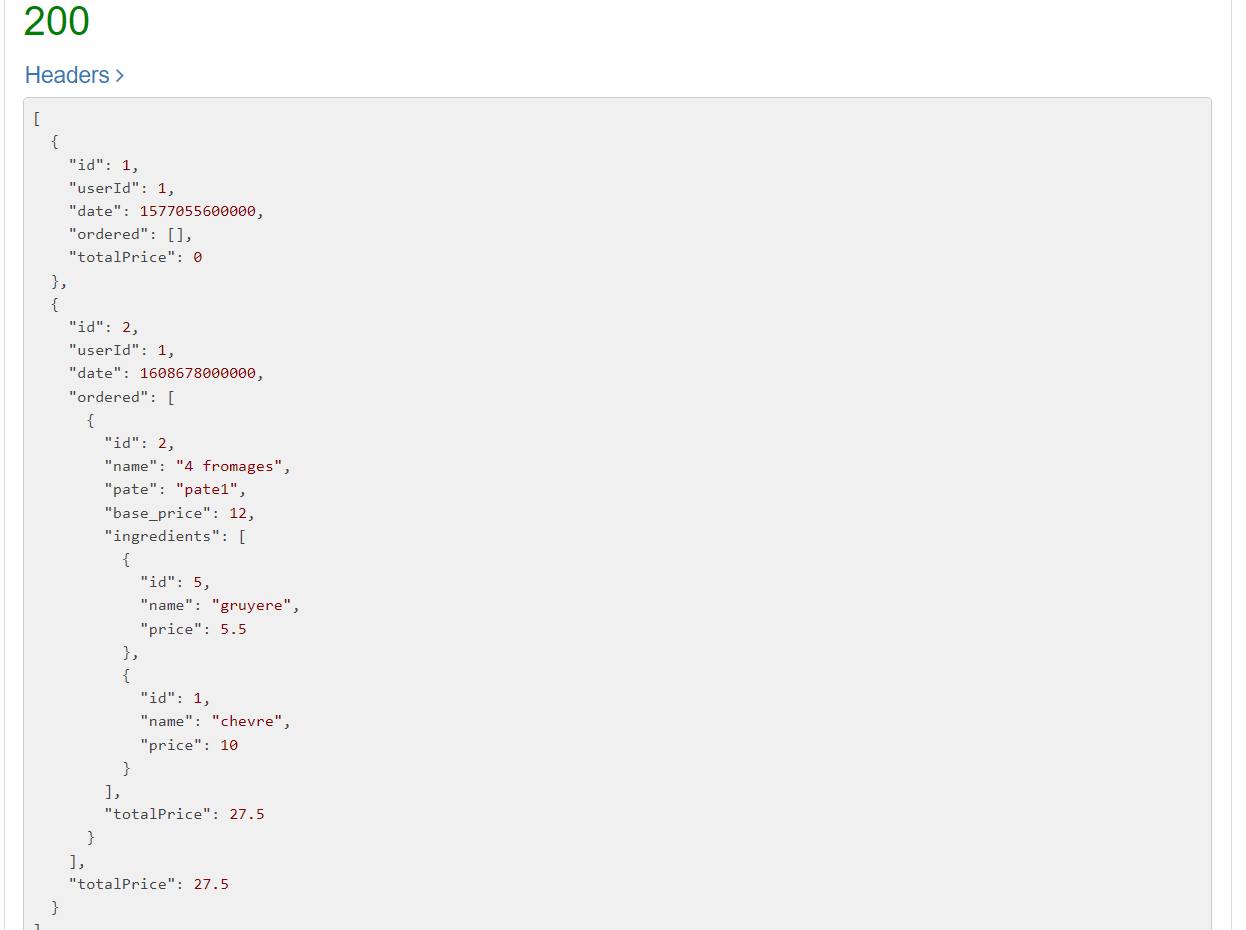 200
Headers >
[
  {
    "id": 1,
    "userId": 1,
    "date": 1577055600000,
    "ordered": [],
    "totalPrice": 0
  },
  {
    "id": 2,
    "userId": 1,
    "date": 1608678000000,
    "ordered": [
      {
        "id": 2,
        "name": "4 fromages",
        "pate": "pate1",
        "base_price": 12,
        "ingredients": [
          {
            "id": 5,
            "name": "gruyere",
            "price": 5.5
          },
          {
            "id": 1,
            "name": "chevre",
            "price": 10
          }
        ],
        "totalPrice": 27.5
      }
    ],
    "totalPrice": 27.5
  }
]